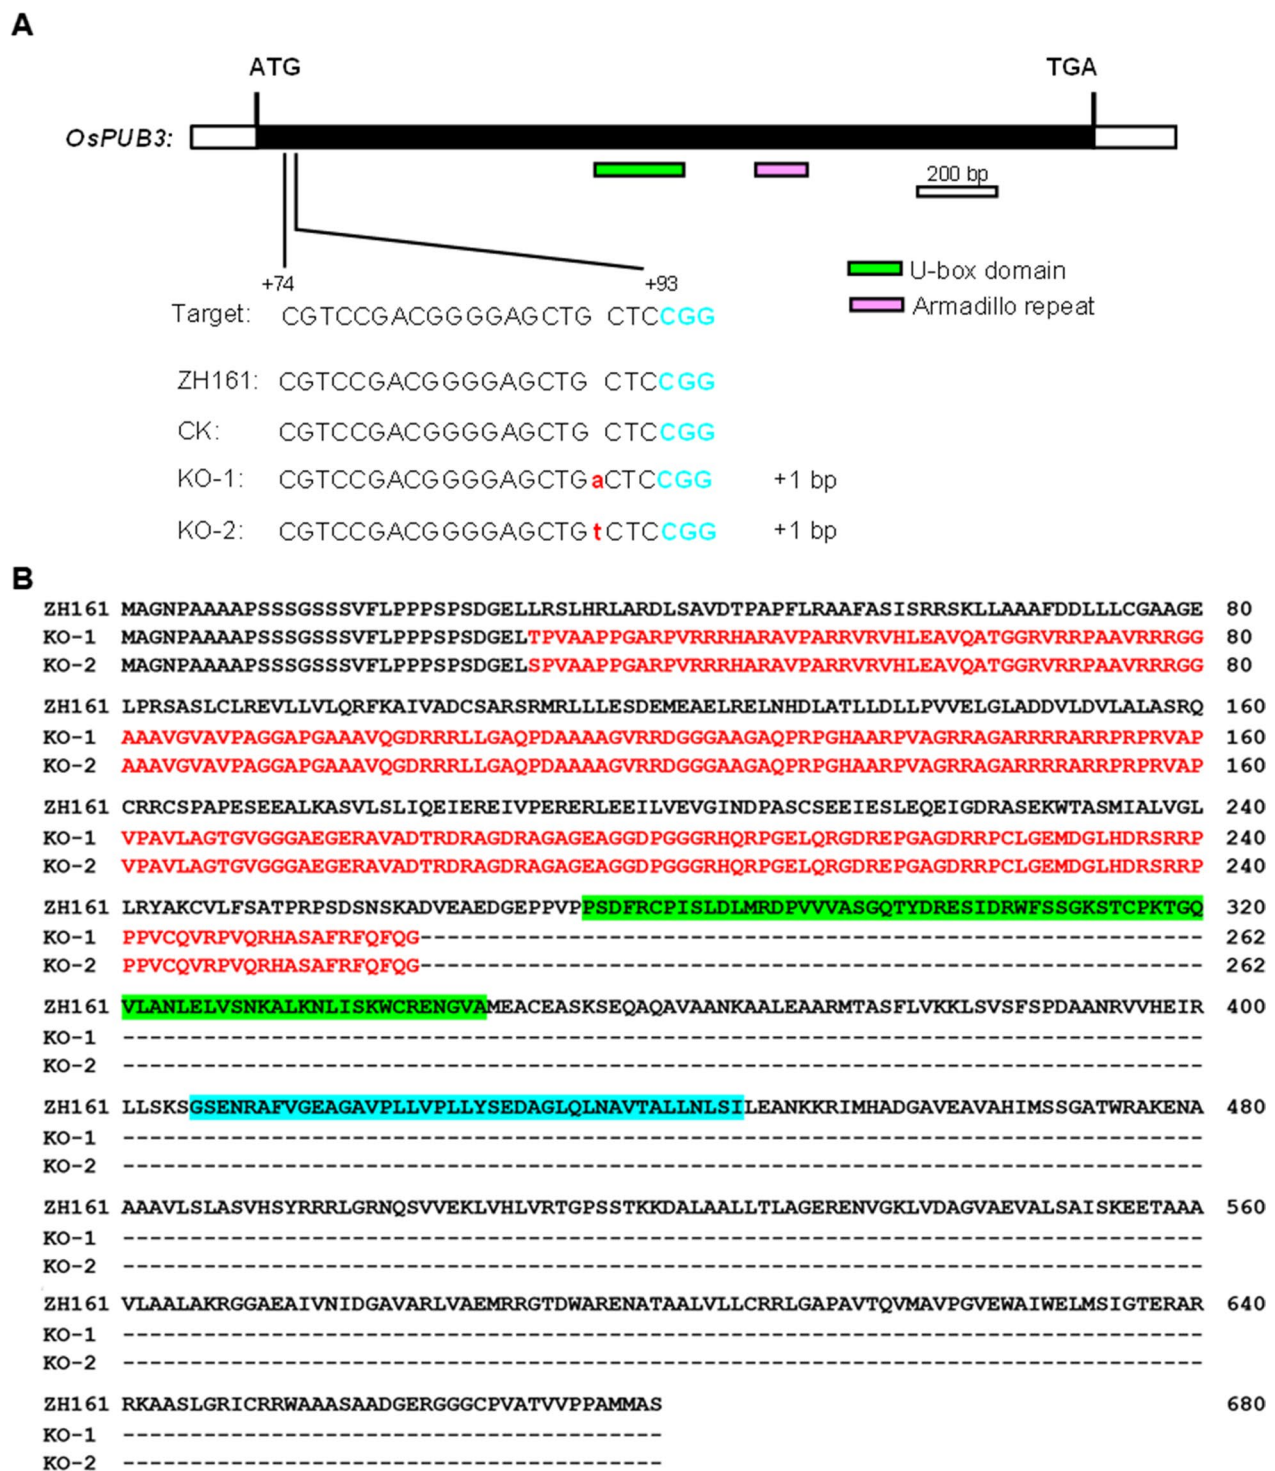 A
ATG TGA
OsPUB3:
200 bp
+74 +93
U-box domain
Armadillo repeat
Target: CGTCCGACGGGGAGCTG CTCCGG
ZH161: CGTCCGACGGGGAGCTG CTCCGG
CK: CGTCCGACGGGGAGCTG CTCCGG
KO-1: CGTCCGACGGGGAGCTGaCTCCGG +1 bp
KO-2: CGTCCGACGGGGAGCTGtCTCCGG +1 bp
B
ZH161 MAGNPAAAAPSSSGSSSVFLPPPSPSDGELLRSLHRLARDLSAVDTPAPFLRAAFASISRRSKLLAAAFDDLLLCGAAGE 80
KO-1 MAGNPAAAAPSSSGSSSVFLPPPSPSDGELTPVAAPPGARPVRRRHARAVPARRVRVHLEAVQATGGRVRRPAAVRRRGG 80
KO-2 MAGNPAAAAPSSSGSSSVFLPPPSPSDGELSPVAAPPGARPVRRRHARAVPARRVRVHLEAVQATGGRVRRPAAVRRRGG 80
ZH161 LPRSASLCLREVLLVLQRFKAIVADCSARSRMRLLLESDEMEAELRELNHDLATLLDLLPVVELGLADDVLDVLALASRQ 160
KO-1 AAAVGVAVPAGGAPGAAAVQGDRRRLLGAQPDAAAAGVRRDGGGAAGAQPRPGHAARPVAGRRAGARRRRARRPRPRVAP 160
KO-2 AAAVGVAVPAGGAPGAAAVQGDRRRLLGAQPDAAAAGVRRDGGGAAGAQPRPGHAARPVAGRRAGARRRRARRPRPRVAP 160
ZH161 CRRCSPAPESEEALKASVLSLIQEIEREIVPERERLEEILVEVGINDPASCSEEIESLEQEIGDRASEKWTASMIALVGL 240
KO-1 VPAVLAGTGVGGGAEGERAVADTRDRAGDRAGAGEAGGDPGGGRHQRPGELQRGDREPGAGDRRPCLGEMDGLHDRSRRP 240
KO-2 VPAVLAGTGVGGGAEGERAVADTRDRAGDRAGAGEAGGDPGGGRHQRPGELQRGDREPGAGDRRPCLGEMDGLHDRSRRP 240
ZH161 LRYAKCVLFSATPRPSDSNSKADVEAEDGEPPVPPSDFRCPISLDLMRDPVVVASGQTYDRESIDRWFSSGKSTCPKTGQ 320
KO-1 PPVCQVRPVQRHASAFRFQFQG---------------------------------------------------------- 262
KO-2 PPVCQVRPVQRHASAFRFQFQG---------------------------------------------------------- 262
ZH161 VLANLELVSNKALKNLISKWCRENGVAMEACEASKSEQAQAVAANKAALEAARMTASFLVKKLSVSFSPDAANRVVHEIR 400
KO-1 --------------------------------------------------------------------------------
KO-2 --------------------------------------------------------------------------------
ZH161 LLSKSGSENRAFVGEAGAVPLLVPLLYSEDAGLQLNAVTALLNLSILEANKKRIMHADGAVEAVAHIMSSGATWRAKENA 480
KO-1 --------------------------------------------------------------------------------
KO-2 --------------------------------------------------------------------------------
ZH161 AAAVLSLASVHSYRRRLGRNQSVVEKLVHLVRTGPSSTKKDALAALLTLAGERENVGKLVDAGVAEVALSAISKEETAAA 560
KO-1 --------------------------------------------------------------------------------
KO-2 --------------------------------------------------------------------------------
ZH161 VLAALAKRGGAEAIVNIDGAVARLVAEMRRGTDWARENATAALVLLCRRLGAPAVTQVMAVPGVEWAIWELMSIGTERAR 640
KO-1 --------------------------------------------------------------------------------
KO-2 --------------------------------------------------------------------------------
ZH161 RKAASLGRICRRWAAASAADGERGGGCPVATVVPPAMMAS 680
KO-1 ----------------------------------------
KO-2 ----------------------------------------